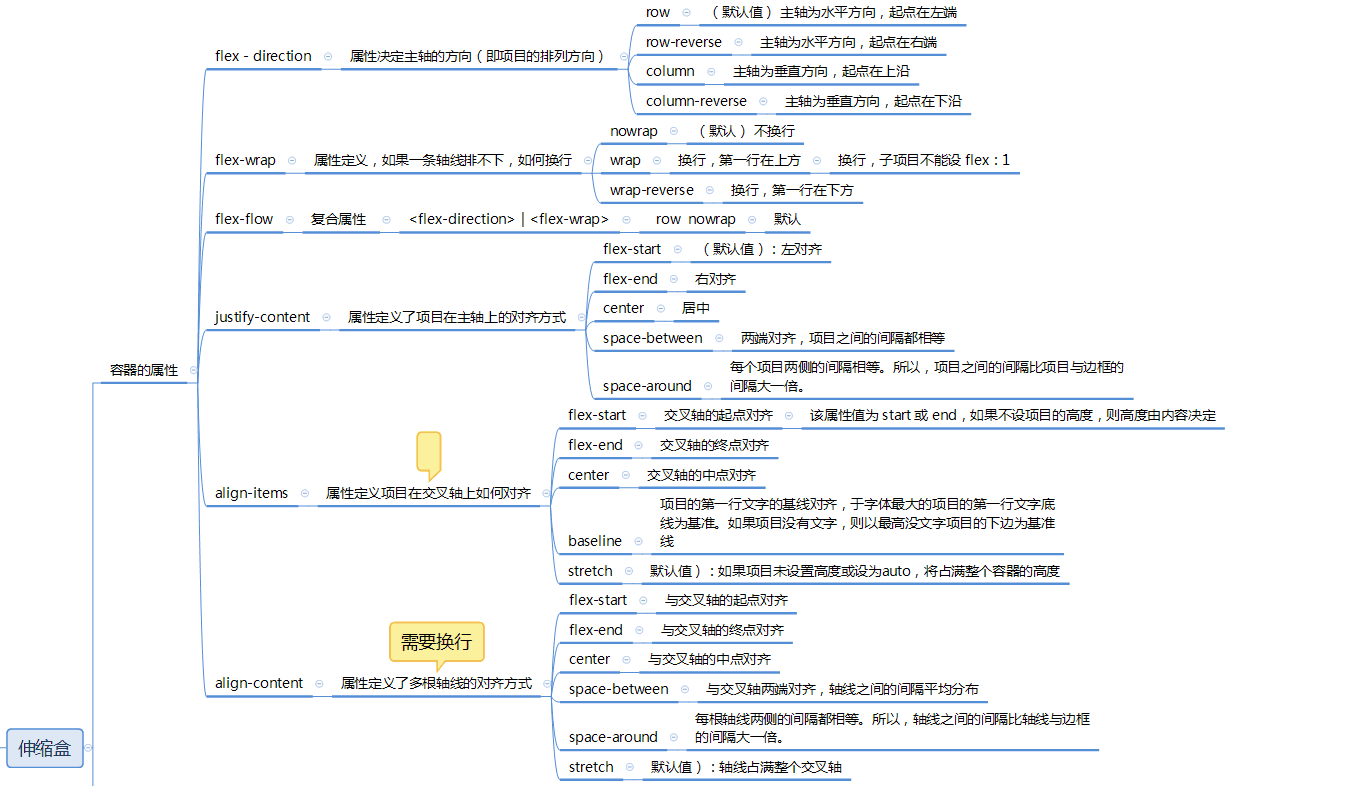 伸缩盒
容器的属性
flex - direction
属性决定主轴的方向（即项目的排列方向）
row
（默认值） 主轴为水平方向，起点在左端
row-reverse
主轴为水平方向，起点在右端
column
主轴为垂直方向，起点在上沿
column-reverse
主轴为垂直方向，起点在下沿
flex-wrap
属性定义，如果一条轴线排不下，如何换行
nowrap
（默认） 不换行
wrap
换行，第一行在上方
换行，子项目不能设 flex：1
wrap-reverse
换行，第一行在下方
flex-flow
复合属性
<flex-direction> | <flex-wrap>
row nowrap
默认
justify-content
属性定义了项目在主轴上的对齐方式
flex-start
（默认值）：左对齐
flex-end
右对齐
center
居中
space-between
两端对齐，项目之间的间隔都相等
space-around
每个项目两侧的间隔相等。所以，项目之间的间隔比项目与边框的
间隔大一倍。
align-items
属性定义项目在交叉轴上如何对齐
flex-start
交叉轴的起点对齐
该属性值为 start 或 end，如果不设项目的高度，则高度由内容决定
flex-end
交叉轴的终点对齐
center
交叉轴的中点对齐
baseline
项目的第一行文字的基线对齐，于字体最大的项目的第一行文字底
线为基准。如果项目没有文字，则以最高没文字项目的下边为基准
线
stretch
默认值）：如果项目未设置高度或设为auto，将占满整个容器的高度
align-content
需要换行
属性定义了多根轴线的对齐方式
flex-start
与交叉轴的起点对齐
flex-end
与交叉轴的终点对齐
center
与交叉轴的中点对齐
space-between
与交叉轴两端对齐，轴线之间的间隔平均分布
space-around
每根轴线两侧的间隔都相等。所以，轴线之间的间隔比轴线与边框
的间隔大一倍。
stretch
默认值）：轴线占满整个交叉轴